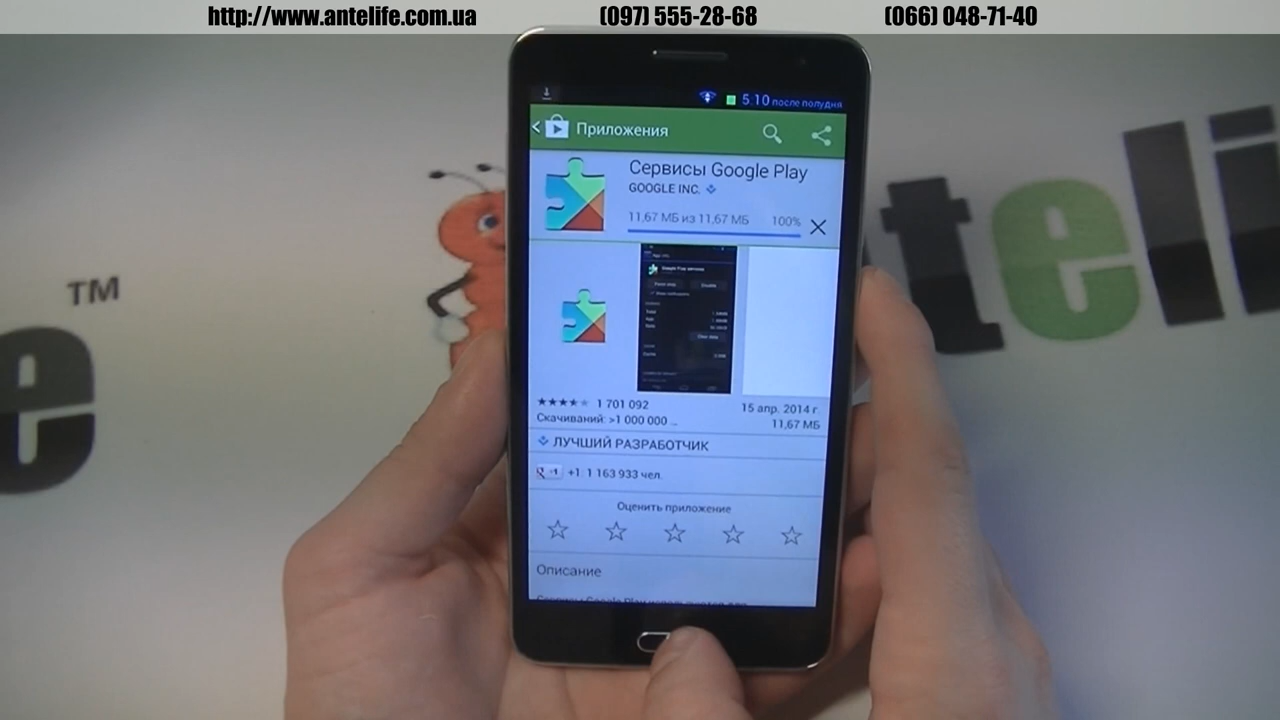 http://www.antelife.com.ua (097) 555-28-68 (066) 048-71-40
5:10 после полудня
Приложения
Сервисы Google Play
GOOGLE INC.
11,67 МБ из 11,67 МБ 100%
1 701 092 15 апр. 2014 г.
Скачиваний: >1 000 000 ... 11,67 МБ
ЛУЧШИЙ РАЗРАБОТЧИК
+1 1 163 933 чел.
Оценить приложение
Описание
TM
e
nteli